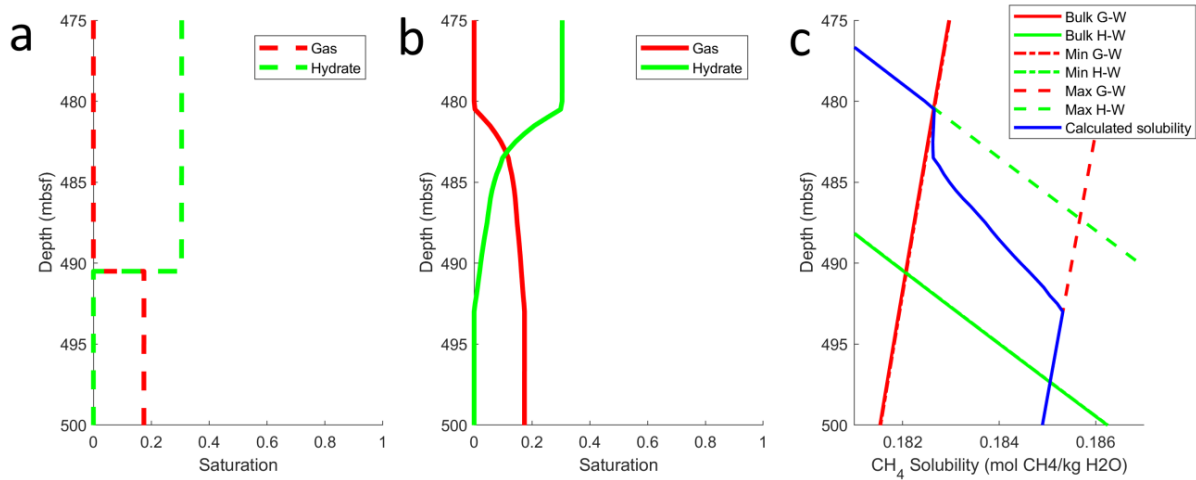 a
475
480
485
490
495
500
Depth (mbsf)
0
0.2
0.4
0.6
0.8
1
Saturation
Gas
Hydrate
b
475
480
485
490
495
500
Depth (mbsf)
0
0.2
0.4
0.6
0.8
1
Saturation
Gas
Hydrate
c
475
480
485
490
495
500
Depth (mbsf)
0.182
0.184
0.186
CH4 Solubility (mol CH4/kg H2O)
Bulk G-W
Bulk H-W
Min G-W
Min H-W
Max G-W
Max H-W
Calculated solubility